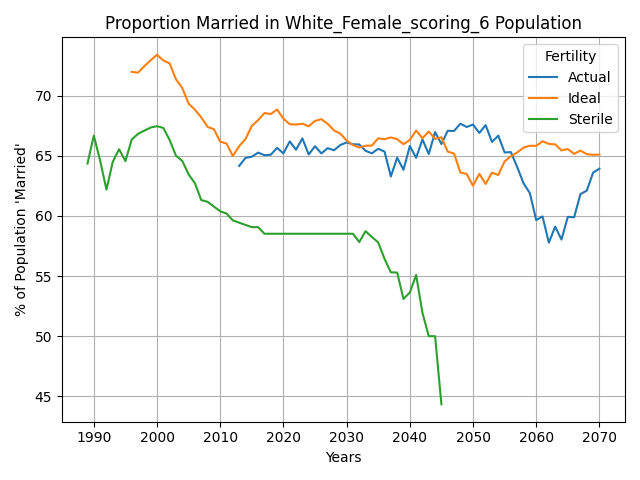 Proportion Married in White_Female_scoring_6 Population
Fertility
Actual
Ideal
Sterile
% of Population 'Married'
70
65
60
55
50
45
1990 2000 2010 2020 2030 2040 2050 2060 2070
Years